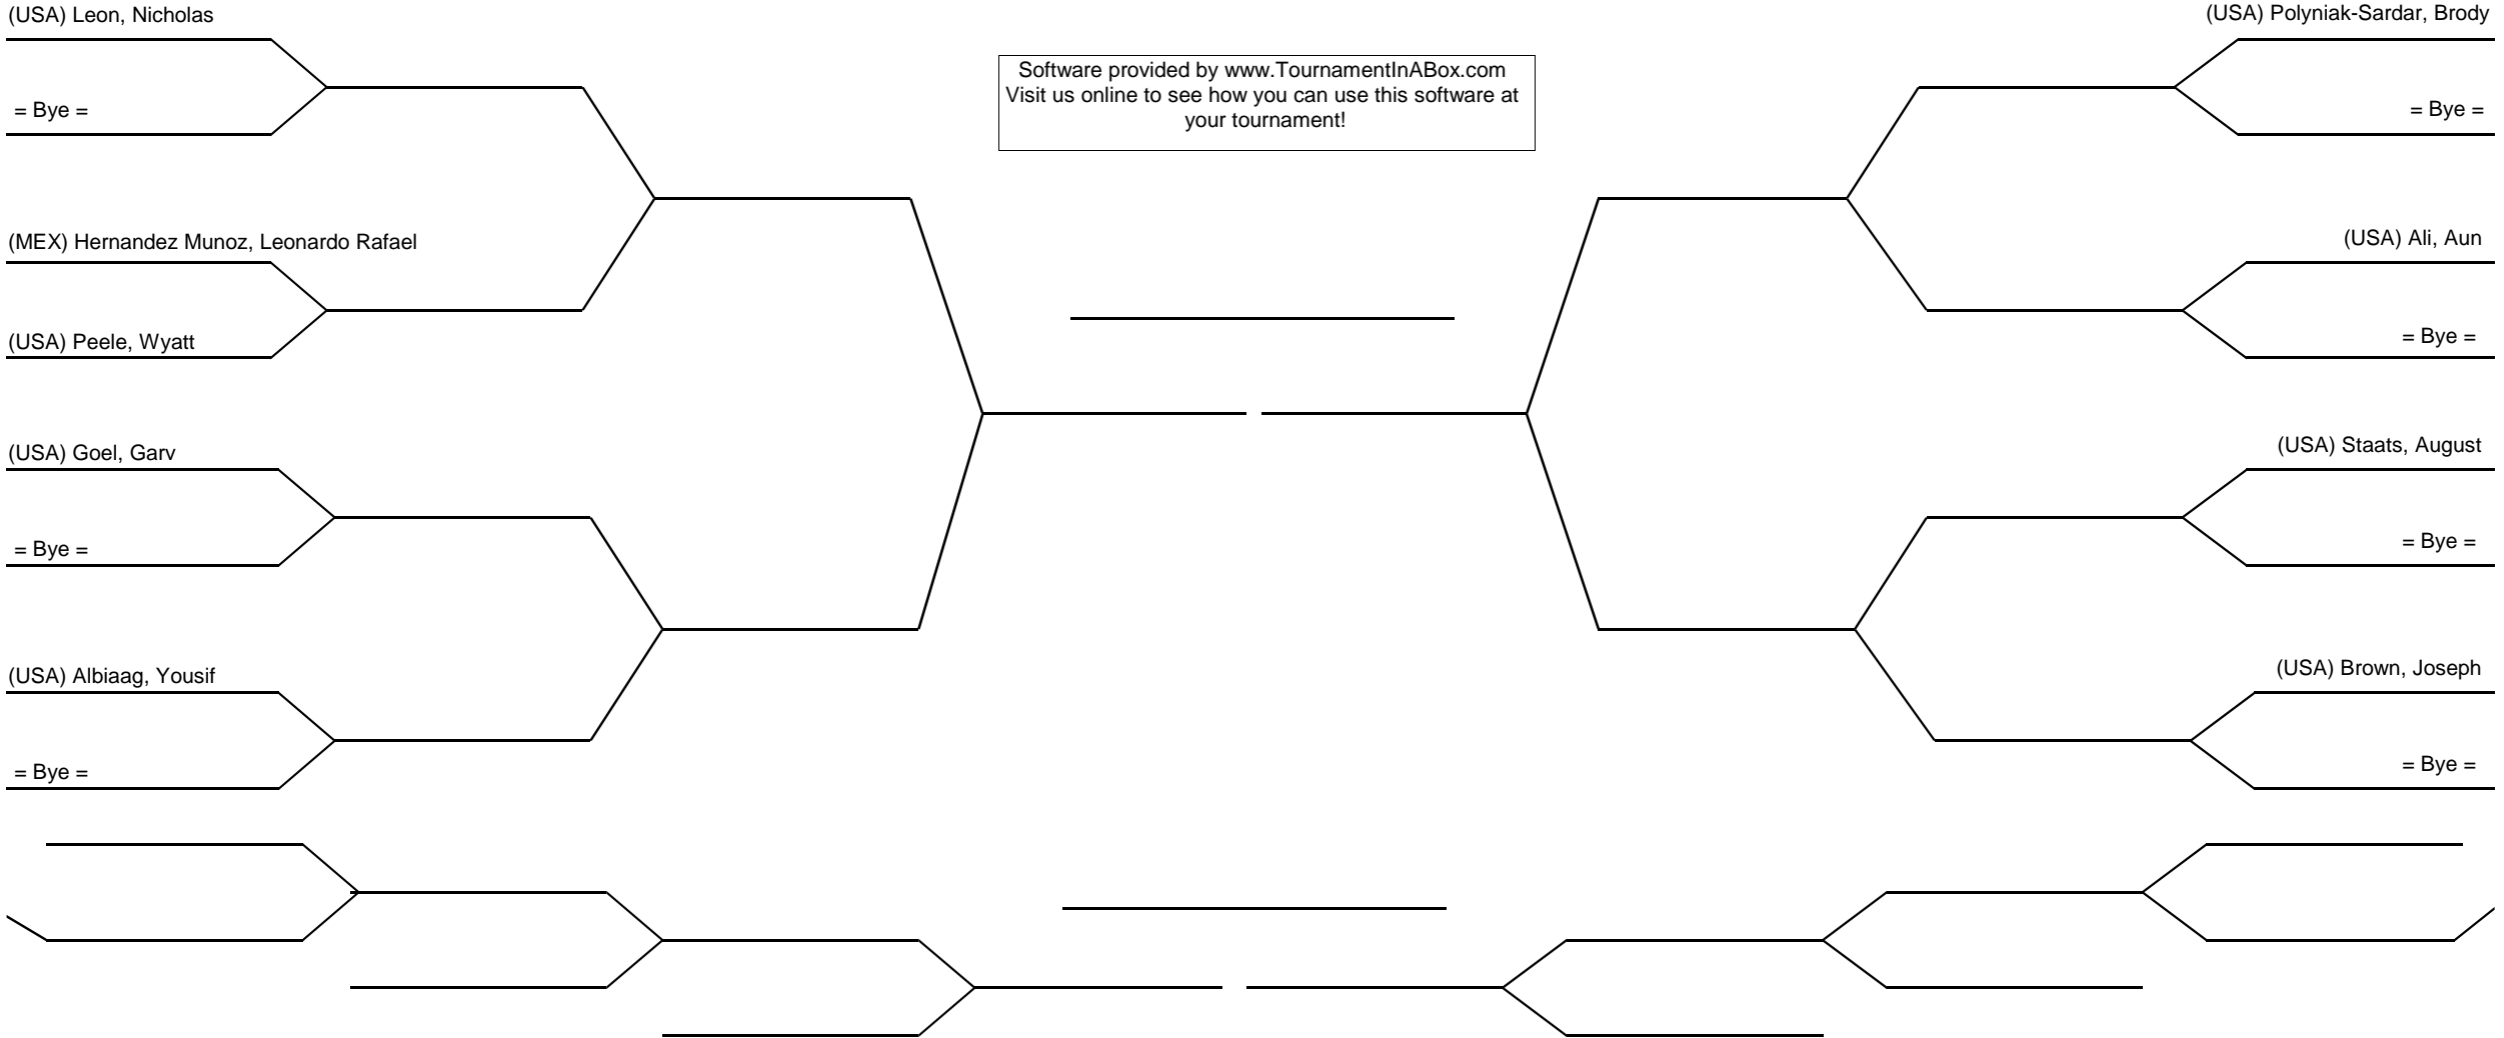 (USA) Leon, Nicholas
= Bye =
(MEX) Hernandez Munoz, Leonardo Rafael
(USA) Peele, Wyatt
(USA) Goel, Garv
= Bye =
(USA) Albiaag, Yousif
= Bye =
Software provided by www.TournamentInABox.com
Visit us online to see how you can use this software at
your tournament!
(USA) Polyniak-Sardar, Brody
= Bye =
(USA) Ali, Aun
= Bye =
(USA) Staats, August
= Bye =
(USA) Brown, Joseph
= Bye =